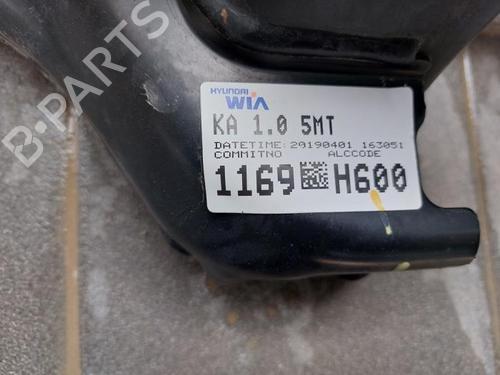 B-PARTS
HYUNDAI
WIA
KA 1.0 5MT
DATETIME: 20190401 163051
COMMITNO ALCCODE
1169 H600